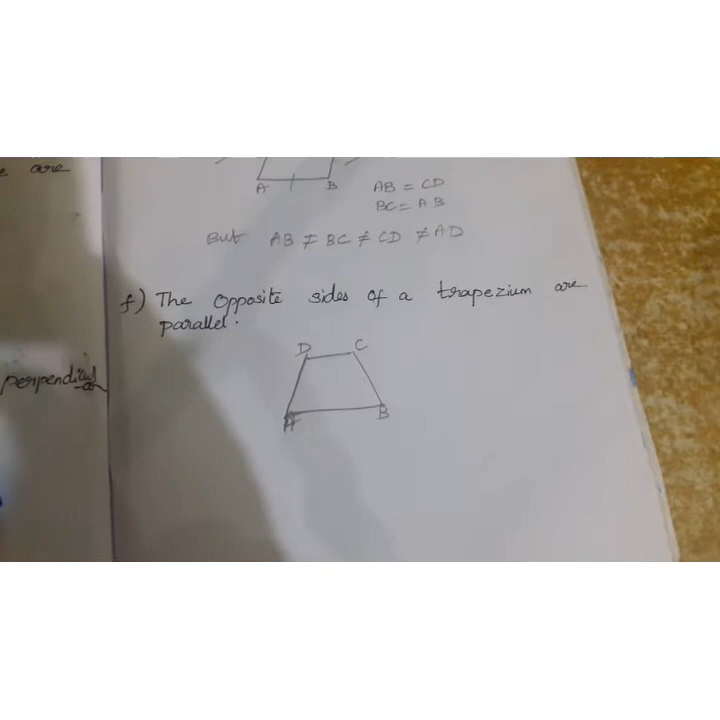 e are
A B AB = CD
BC = AB
But AB ≠ BC ≠ CD ≠ AD
f) The opposite sides of a trapezium are
parallel.
D C
perpendicular
A B